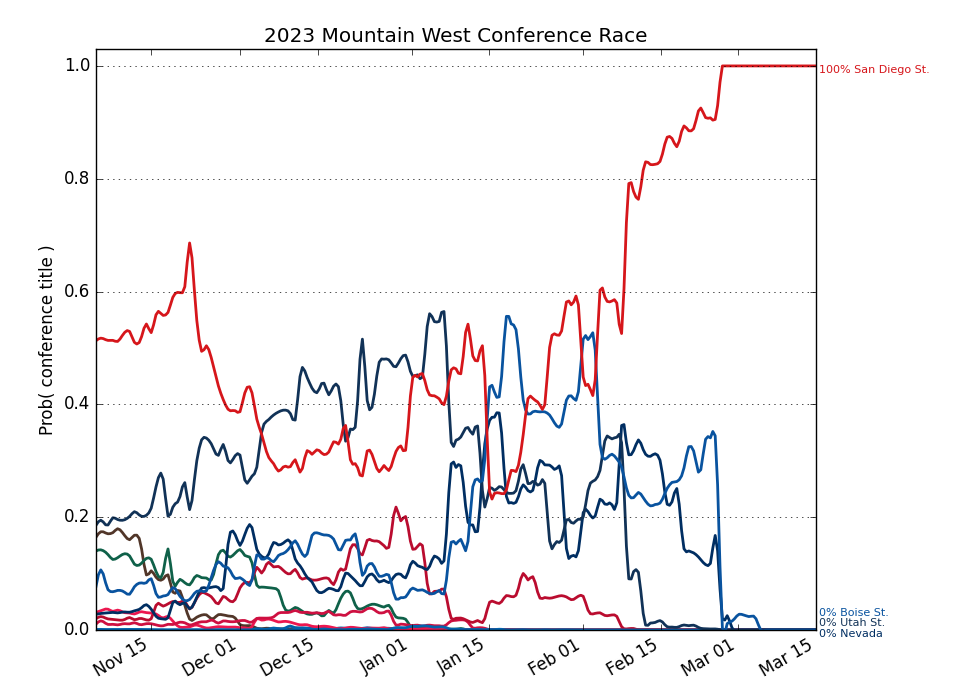 2023 Mountain West Conference Race
1.0
0.8
0.6
0.4
0.2
0.0
Prob( conference title )
100% San Diego St.
0% Boise St.
0% Utah St.
0% Nevada
Nov 15
Dec 01
Dec 15
Jan 01
Jan 15
Feb 01
Feb 15
Mar 01
Mar 15